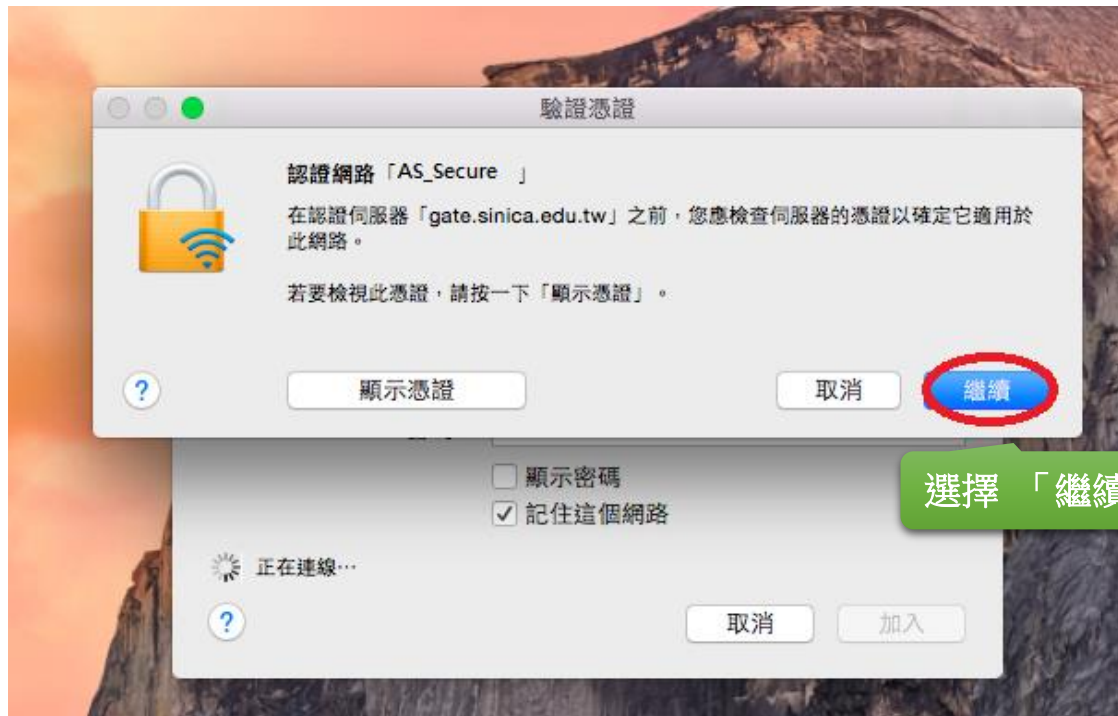 驗證憑證
認證網路「AS_Secure 」
在認證伺服器「gate.sinica.edu.tw」之前，您應檢查伺服器的憑證以確定它適用於
此網路。
若要檢視此憑證，請按一下「顯示憑證」。
?
顯示憑證
取消
繼續
選擇 「繼續
顯示密碼
記住這個網路
正在連線…
?
取消
加入